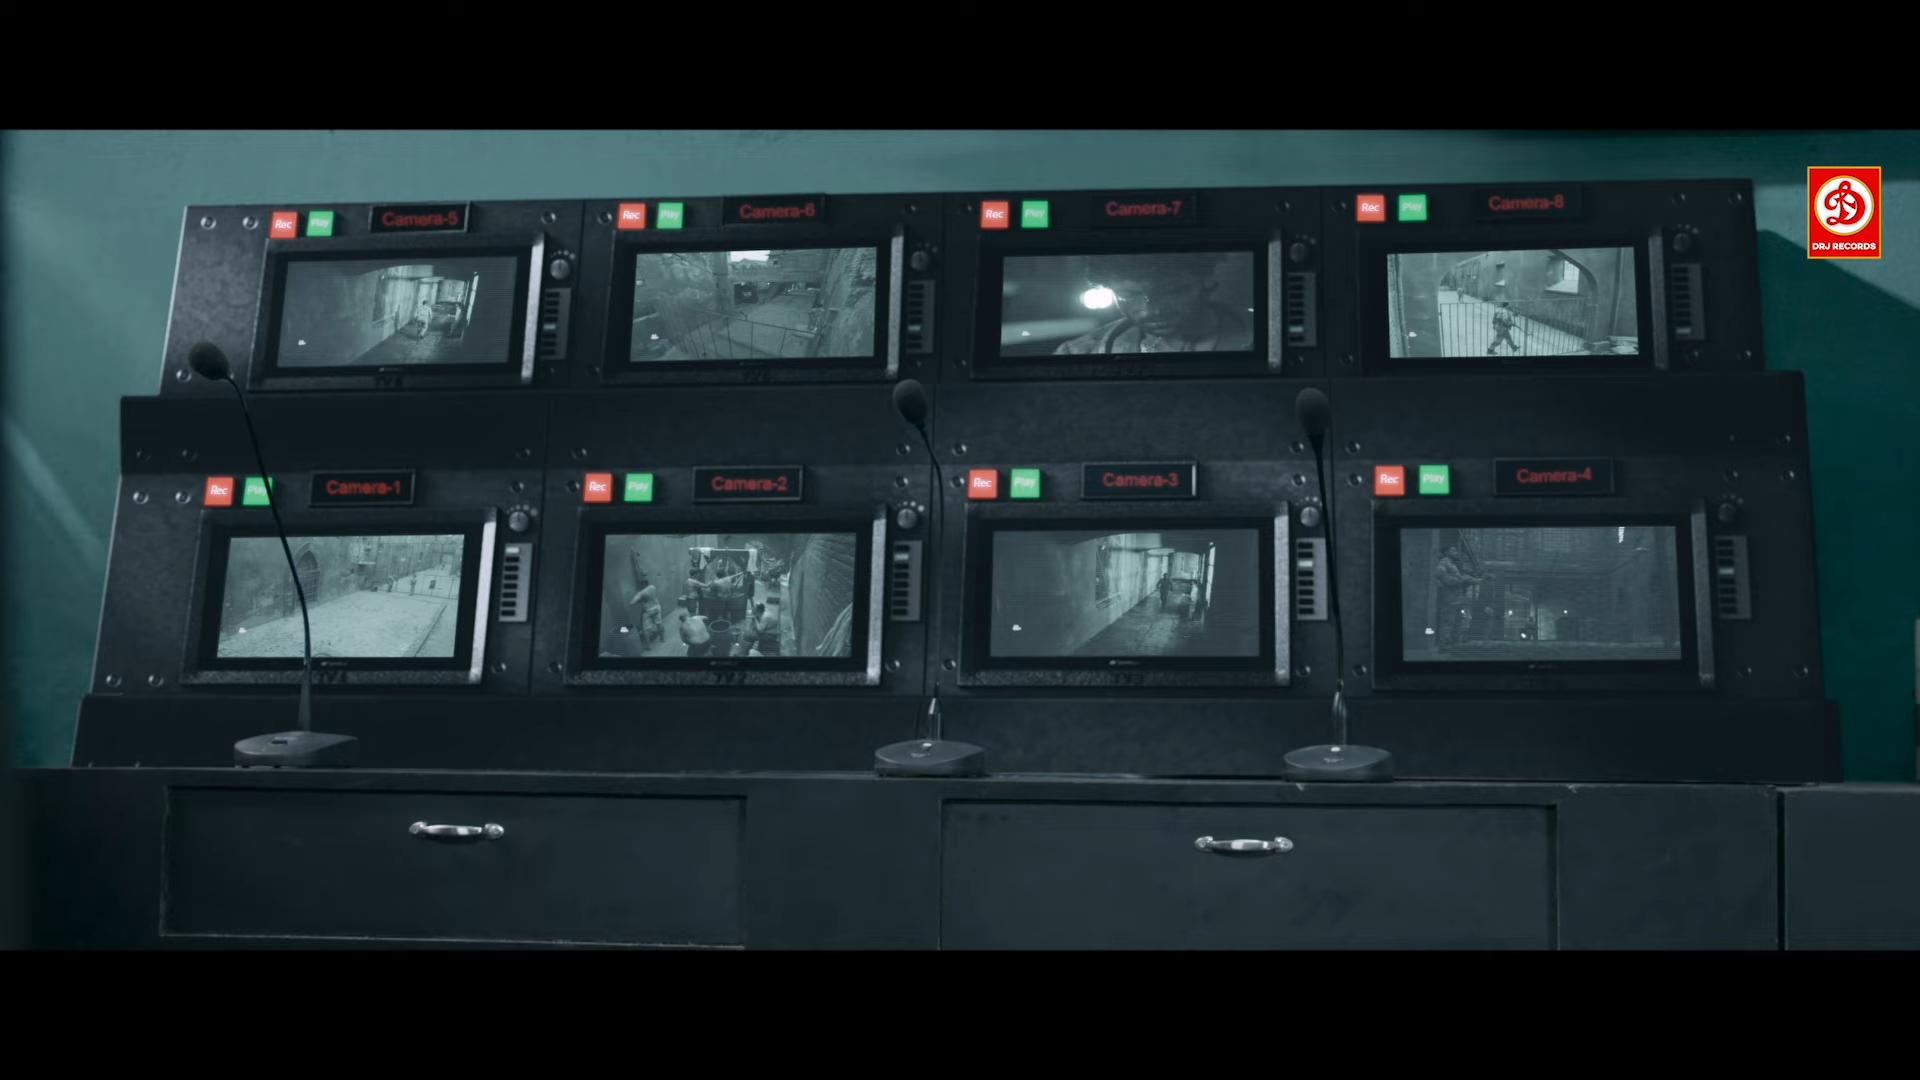 Rec Play Camera-5
Rec Play Camera-6
Rec Play Camera-7
Rec Play Camera-8
DRJ RECORDS
Rec Play Camera-1
Rec Play Camera-2
Rec Play Camera-3
Rec Play Camera-4